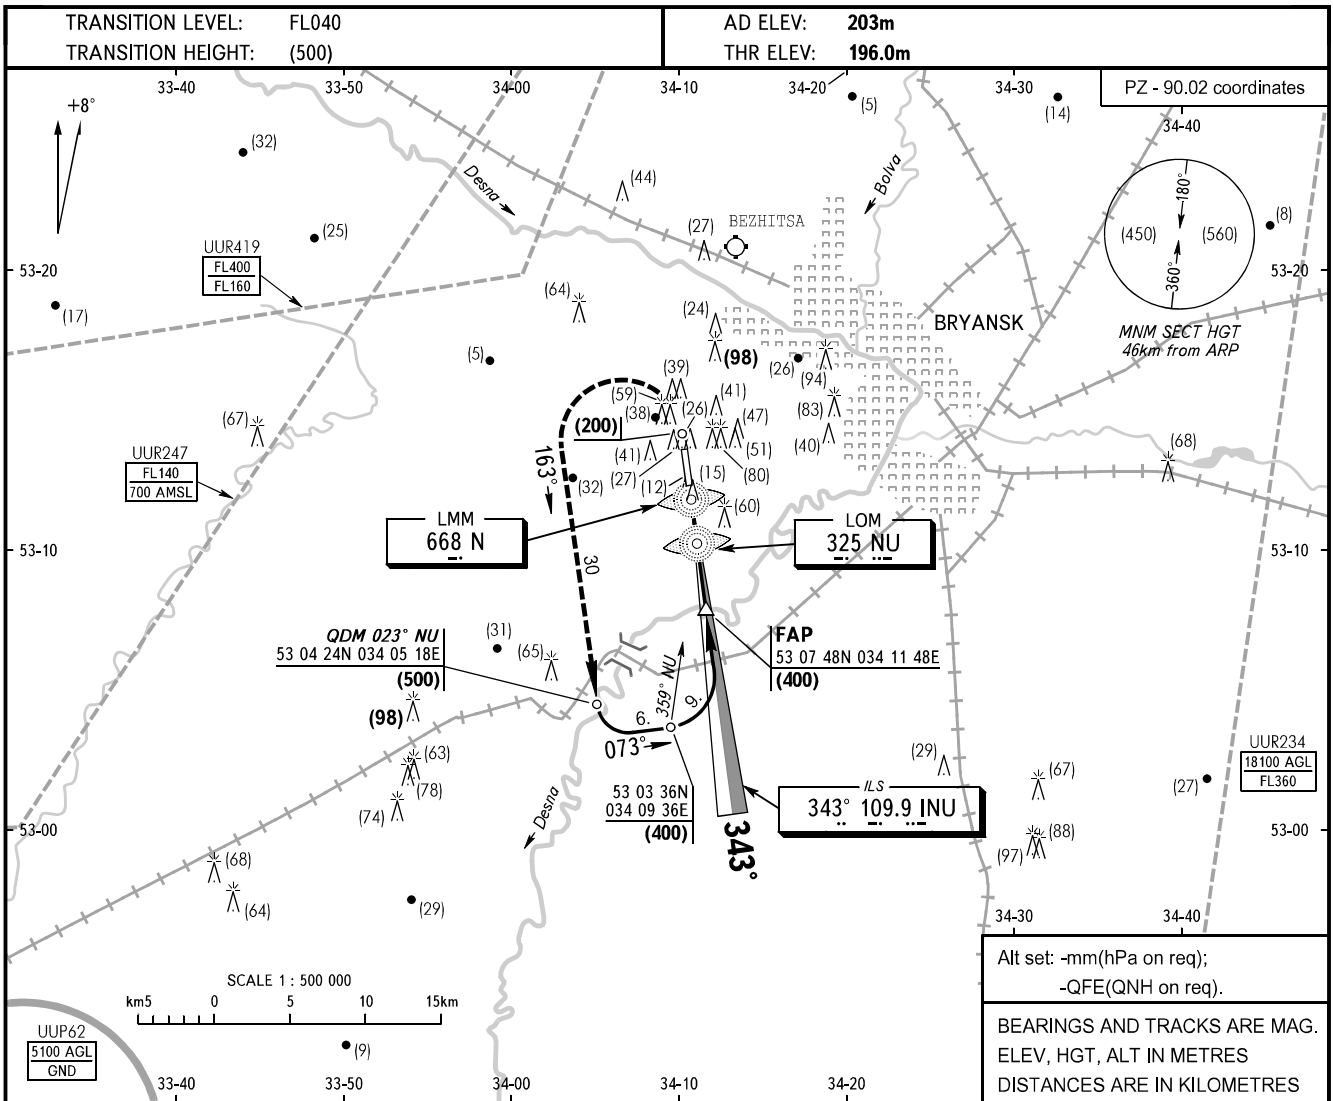 TRANSITION LEVEL: FL040
TRANSITION HEIGHT: (500)
AD ELEV: 203m
THR ELEV: 196.0m
33-40
33-50
34-00
34-10
34-20
34-30
PZ - 90.02 coordinates
34-40
+8°
(5)
(14)
(32)
Desna
(44)
Bolva
180°
(450)
(560)
360°
(8)
(25)
(27)
BEZHITSA
UUR419
FL400
FL160
53-20
53-20
(17)
(64)
(24)
BRYANSK
MNM SECT HGT
46km from ARP
(5)
(98)
(26)
(94)
(39)
(59)
(38)
(26)
(41)
(83)
(67)
(200)
(47)
(51)
(40)
UUR247
FL140
700 AMSL
163°
(41)
(27)
(12)
(15)
(80)
(68)
(32)
(60)
LMM
668 N
LOM
325 NU
53-10
53-10
30
QDM 023° NU
53 04 24N 034 05 18E
(500)
(31)
(65)
FAP
53 07 48N 034 11 48E
(400)
359° NU
(98)
6.
9.
073°
(63)
(78)
(74)
53 03 36N
034 09 36E
(400)
ILS
343° 109.9 INU
343°
(29)
(67)
(27)
UUR234
18100 AGL
FL360
Desna
53-00
53-00
(97)
(88)
(68)
(64)
(29)
34-30
34-40
SCALE 1 : 500 000
km5 0 5 10 15km
Alt set: -mm(hPa on req);
-QFE(QNH on req).
UUP62
5100 AGL
GND
(9)
BEARINGS AND TRACKS ARE MAG.
ELEV, HGT, ALT IN METRES
DISTANCES ARE IN KILOMETRES
33-40
33-50
34-00
34-10
34-20